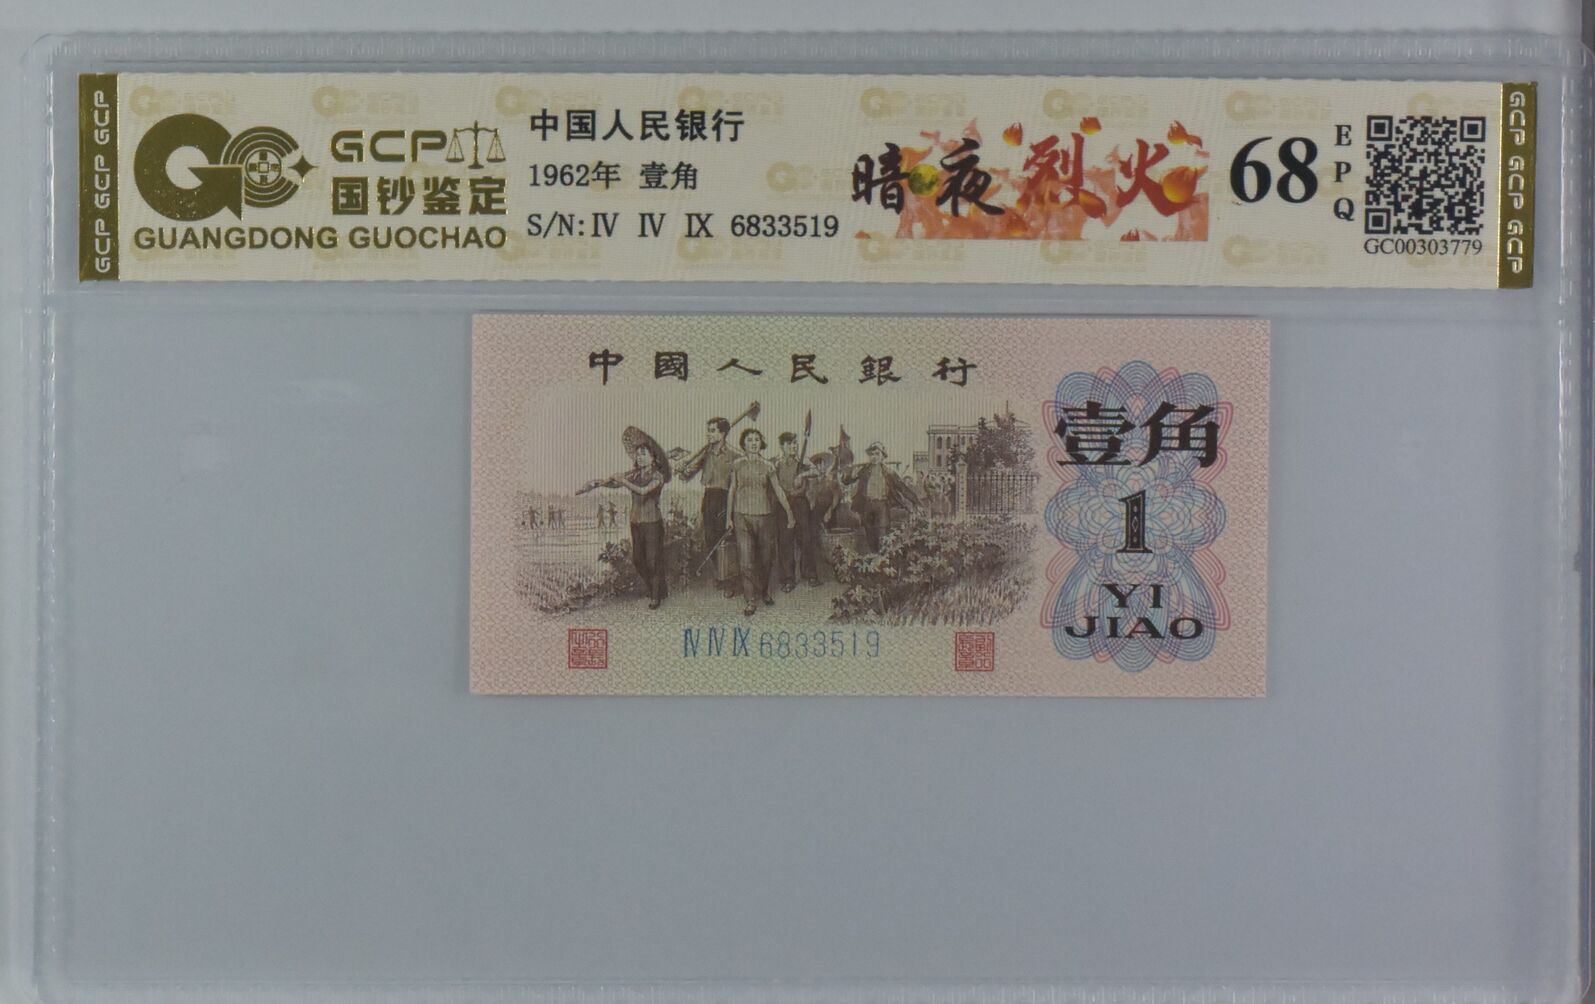 GCP GCP GCP
GCP
国钞鉴定
GUANGDONG GUOCHAO
中国人民银行
1962年 壹角
S/N:Ⅳ Ⅳ Ⅸ 6833519
暗夜烈火
68
EPQ
GC00303779
GCP GCP GCP
中國人民銀行
壹角
1
YI
JIAO
Ⅳ Ⅳ Ⅸ 6833519